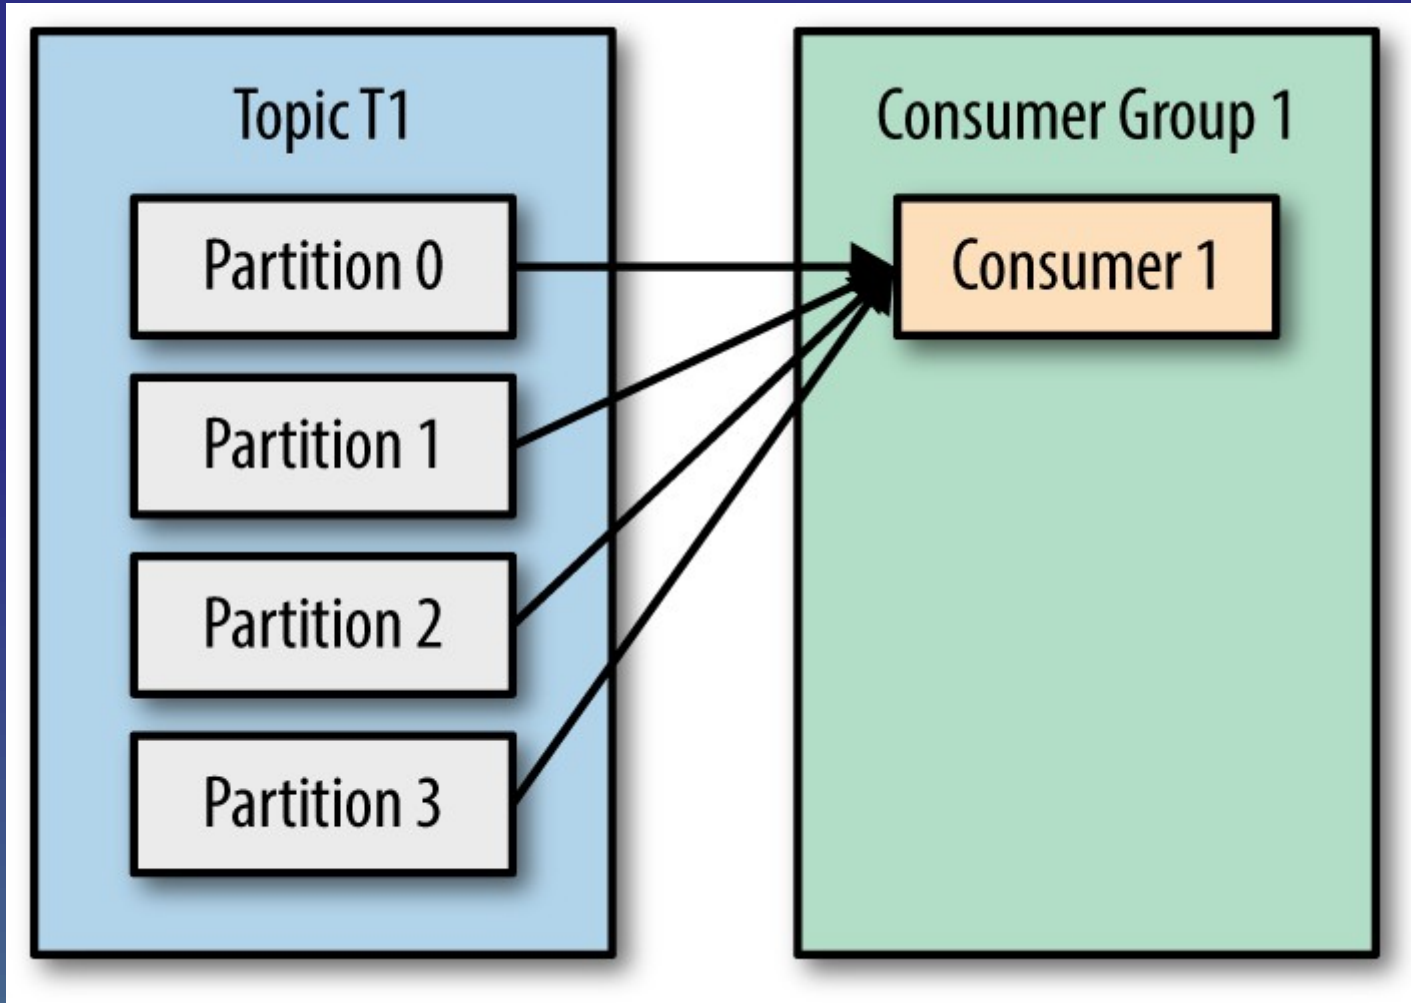 Topic T1
Partition 0
Partition 1
Partition 2
Partition 3
Consumer Group 1
Consumer 1